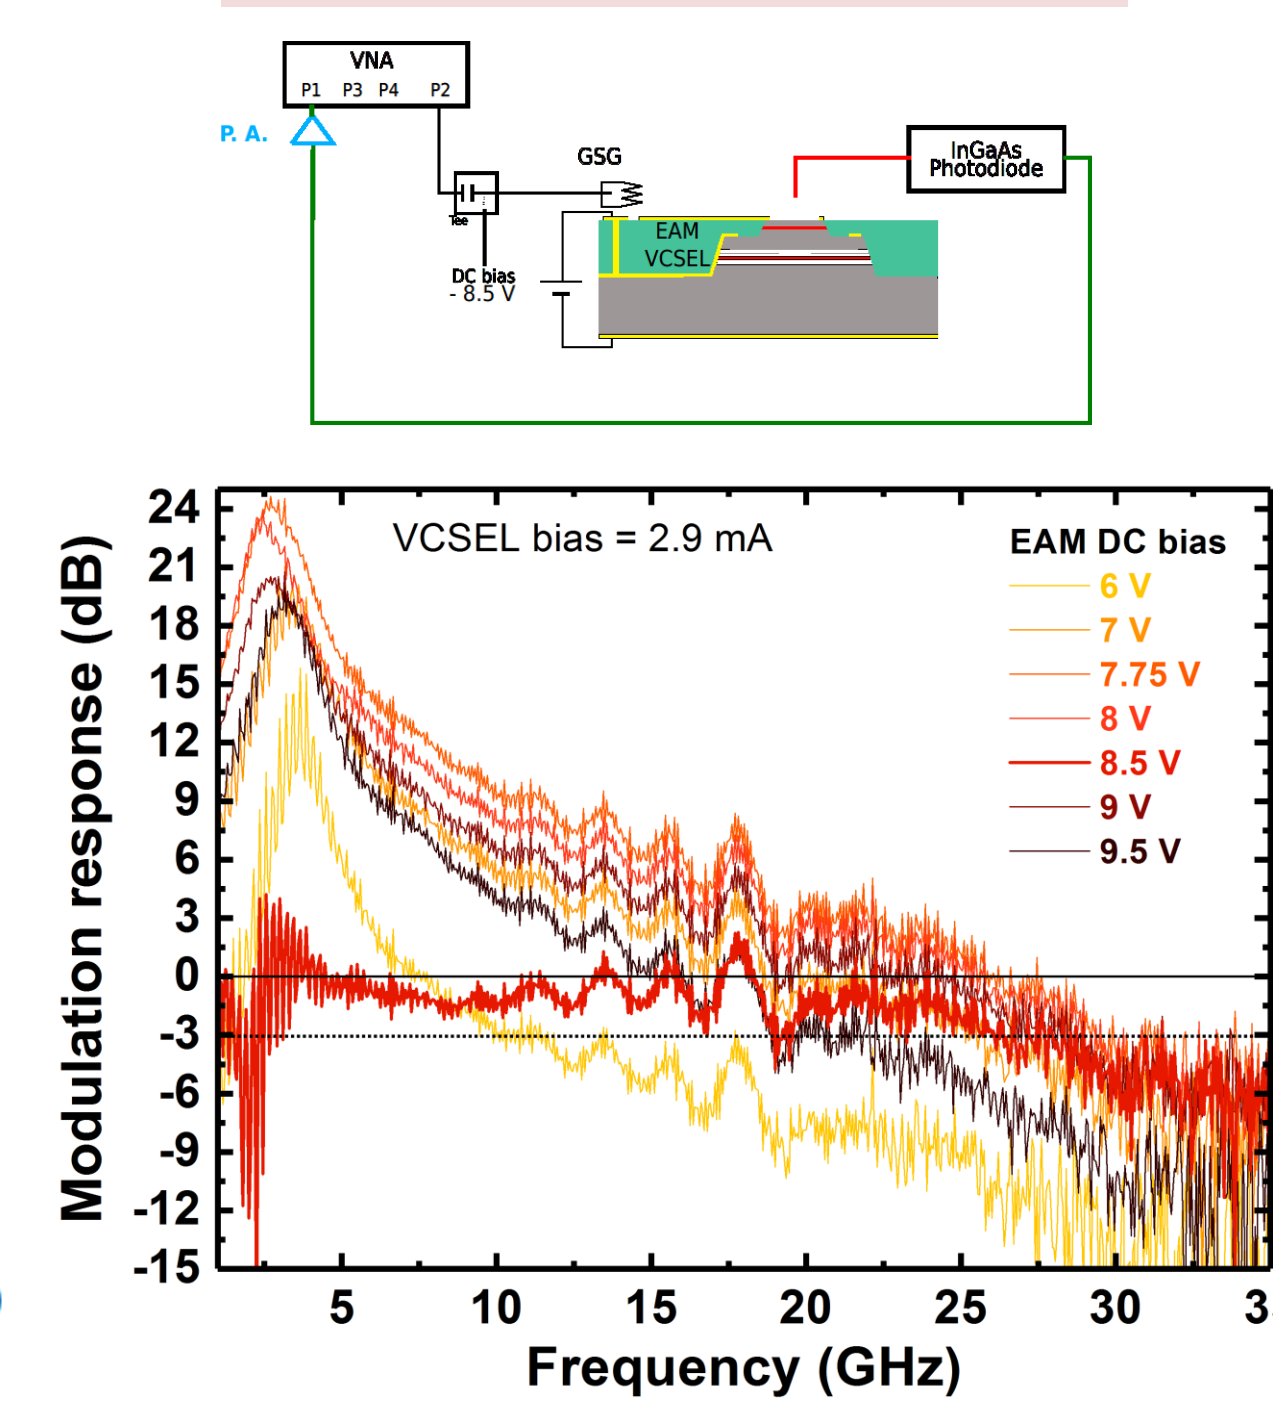 VNA
P1 P3 P4 P2
P. A.
GSG
InGaAs
Photodiode
Tee
EAM
VCSEL
DC bias
- 8.5 V
VCSEL bias = 2.9 mA
EAM DC bias
6 V
7 V
7.75 V
8 V
8.5 V
9 V
9.5 V
Modulation response (dB)
24
21
18
15
12
9
6
3
0
-3
-6
-9
-12
-15
5 10 15 20 25 30 3
Frequency (GHz)